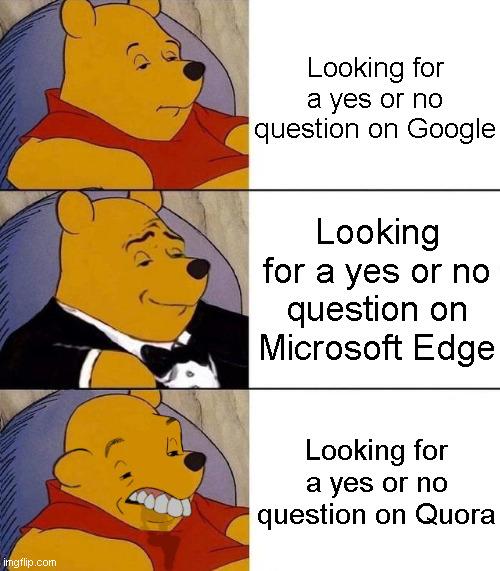 Looking for
a yes or no
question on Google
Looking
for a yes or no
question on
Microsoft Edge
Looking for
a yes or no
question on Quora
imgflip.com